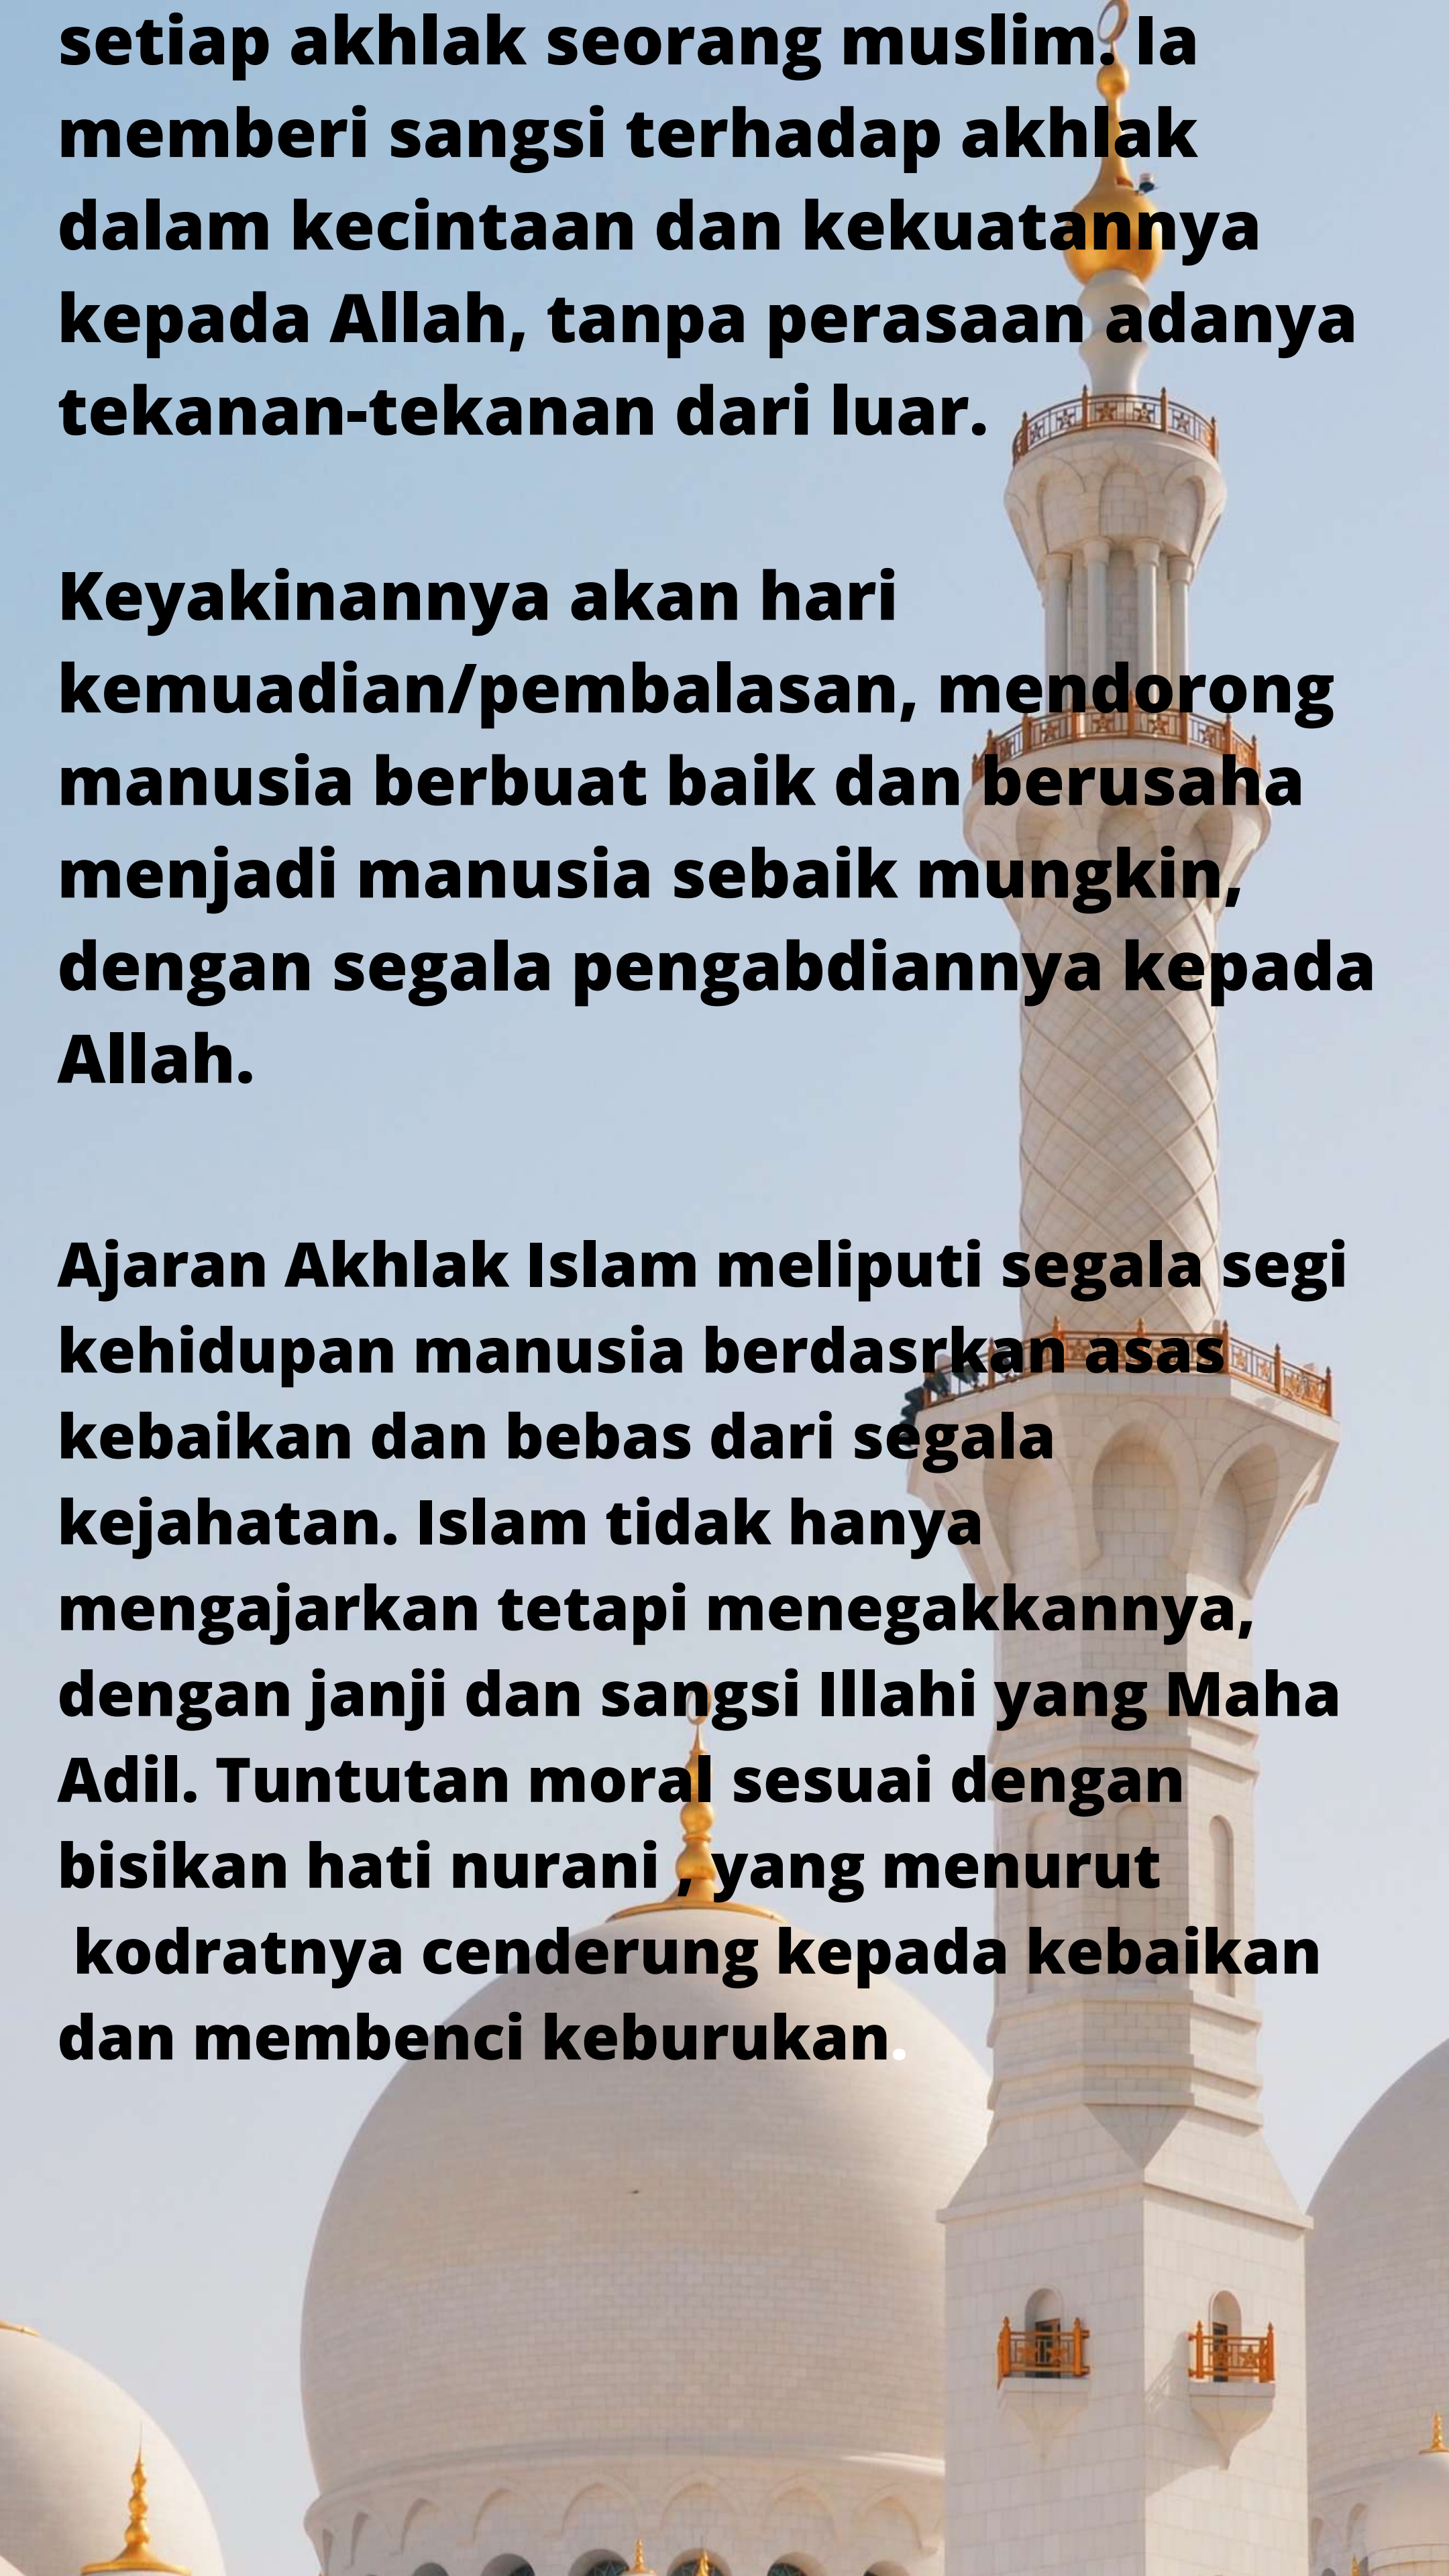 setiap akhlak seorang muslim. Ia
memberi sangsi terhadap akhlak
dalam kecintaan dan kekuatannya
kepada Allah, tanpa perasaan adanya
tekanan-tekanan dari luar.
Keyakinannya akan hari
kemuadian/pembalasan, mendorong
manusia berbuat baik dan berusaha
menjadi manusia sebaik mungkin,
dengan segala pengabdiannya kepada
Allah.
Ajaran Akhlak Islam meliputi segala segi
kehidupan manusia berdasrkan asas
kebaikan dan bebas dari segala
kejahatan. Islam tidak hanya
mengajarkan tetapi menegakkannya,
dengan janji dan sangsi Illahi yang Maha
Adil. Tuntutan moral sesuai dengan
bisikan hati nurani , yang menurut
kodratnya cenderung kepada kebaikan
dan membenci keburukan.